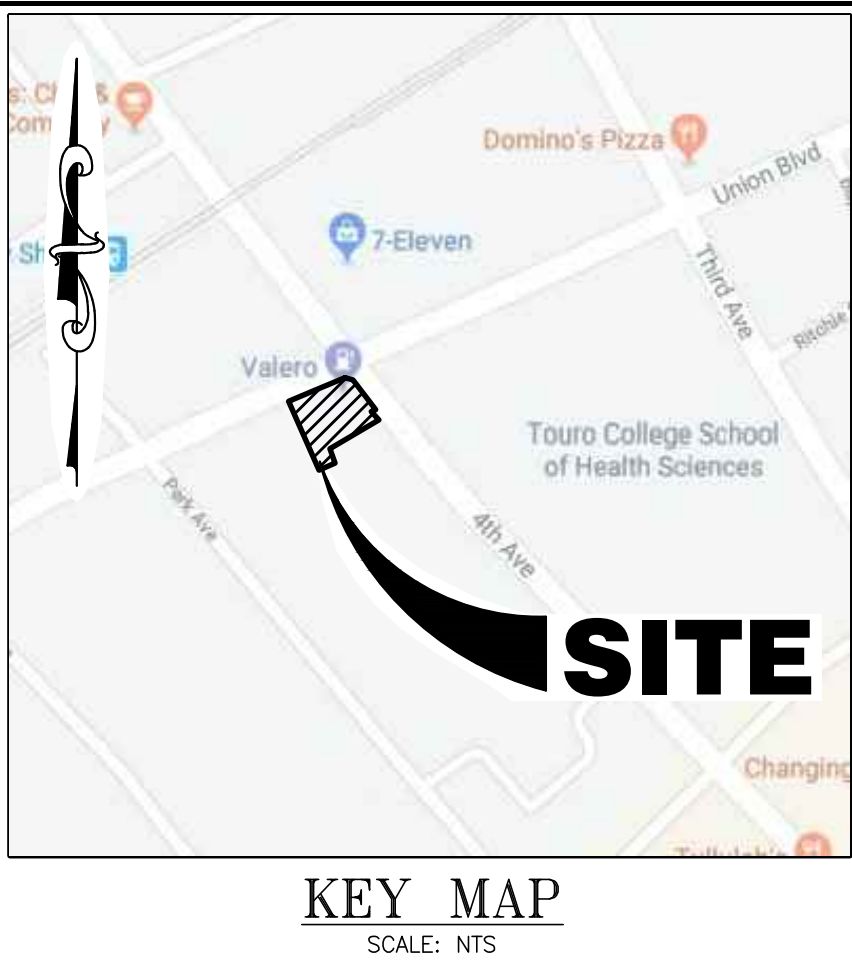 Domino's Pizza
Union Blvd
7-Eleven
Third Ave
Ritchie
Valero
Touro College School
of Health Sciences
Park Ave
4th Ave
SITE
Changing
KEY MAP
SCALE: NTS